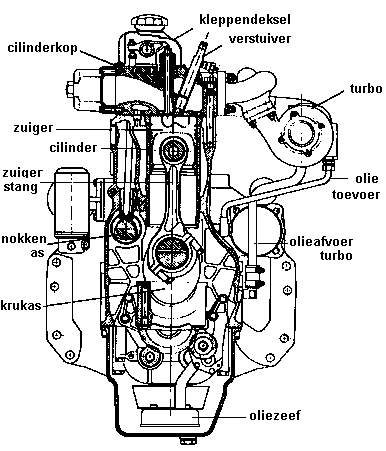 kleppendeksel
cilinderkop
verstuiver
turbo
zuiger
cilinder
zuiger
stang
olie
toevoer
nokken
as
olieafvoer
turbo
krukas
oliezeef